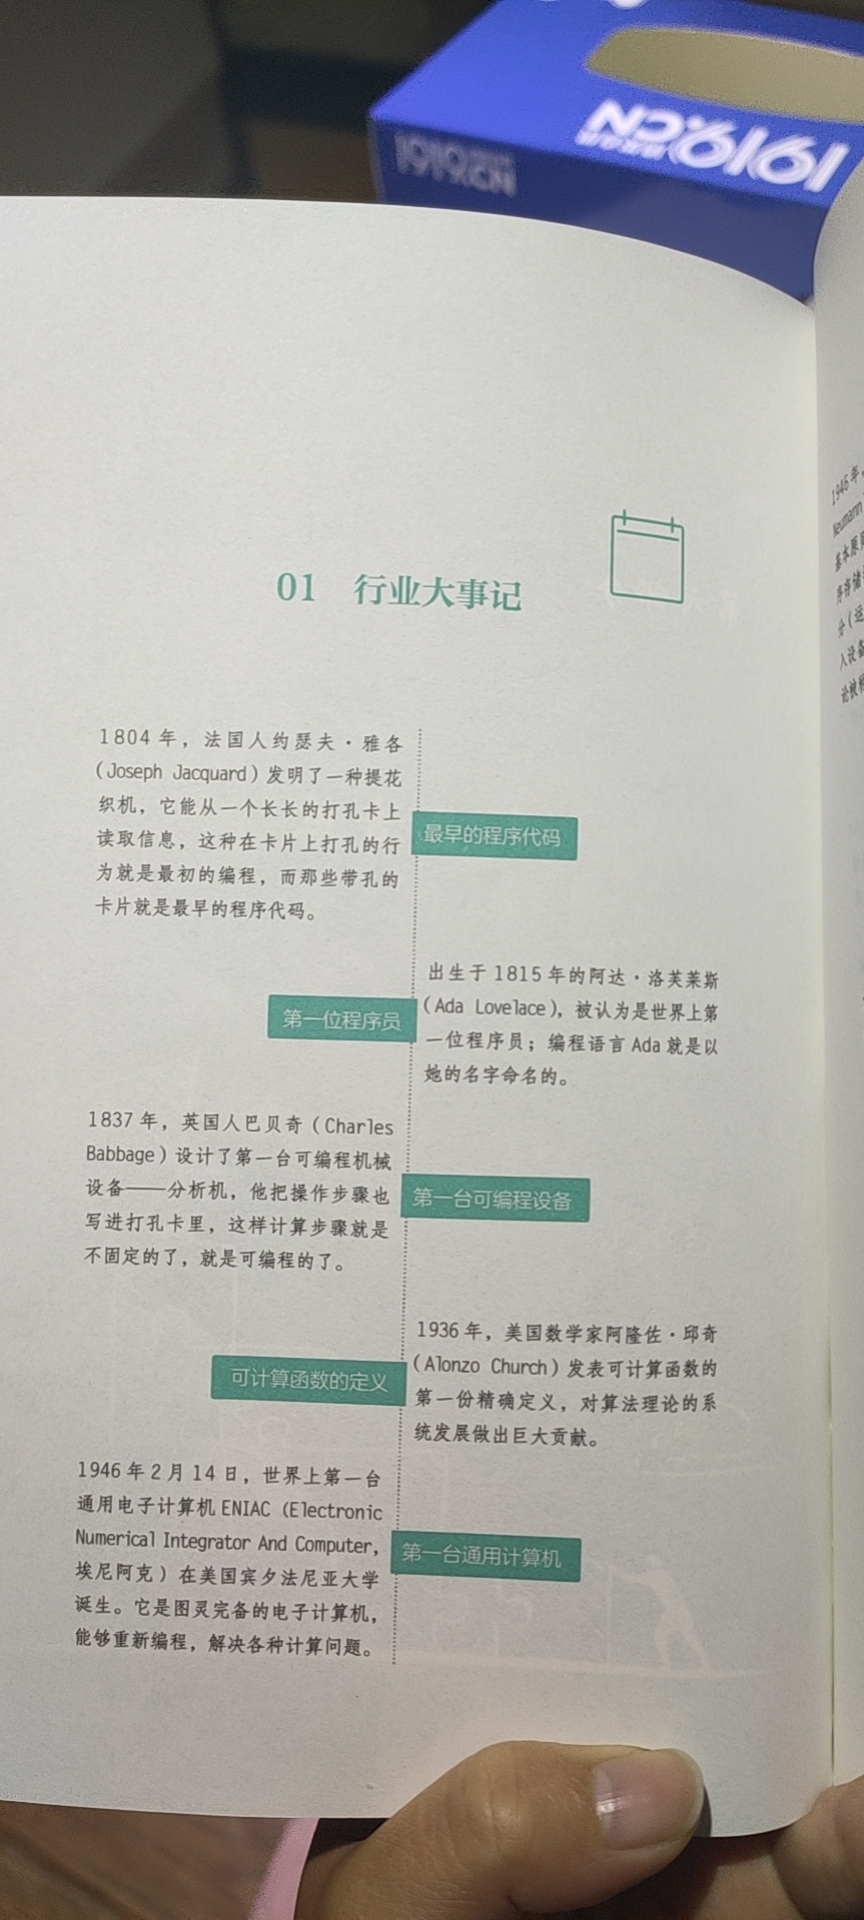 1919.CN
1919.CN
01 行业大事记
1804 年，法国人约瑟夫·雅各
（Joseph Jacquard）发明了一种提花
织机，它能从一个长长的打孔卡上
读取信息，这种在卡片上打孔的行
为就是最初的编程，而那些带孔的
卡片就是最早的程序代码。
最早的程序代码
第一位程序员
出生于 1815 年的阿达·洛芙莱斯
（Ada Lovelace），被认为是世界上第
一位程序员；编程语言 Ada 就是以
她的名字命名的。
1837 年，英国人巴贝奇（Charles
Babbage）设计了第一台可编程机械
设备——分析机，他把操作步骤也
写进打孔卡里，这样计算步骤就是
不固定的了，就是可编程的了。
第一台可编程设备
可计算函数的定义
1936 年，美国数学家阿隆佐·邱奇
（Alonzo Church）发表可计算函数的
第一份精确定义，对算法理论的系
统发展做出巨大贡献。
1946 年 2 月 14 日，世界上第一台
通用电子计算机 ENIAC（Electronic
Numerical Integrator And Computer，
埃尼阿克）在美国宾夕法尼亚大学
诞生。它是图灵完备的电子计算机，
能够重新编程，解决各种计算问题。
第一台通用计算机
1946 年，
Neumann
基本原
序存储
分（运
入设备
论被